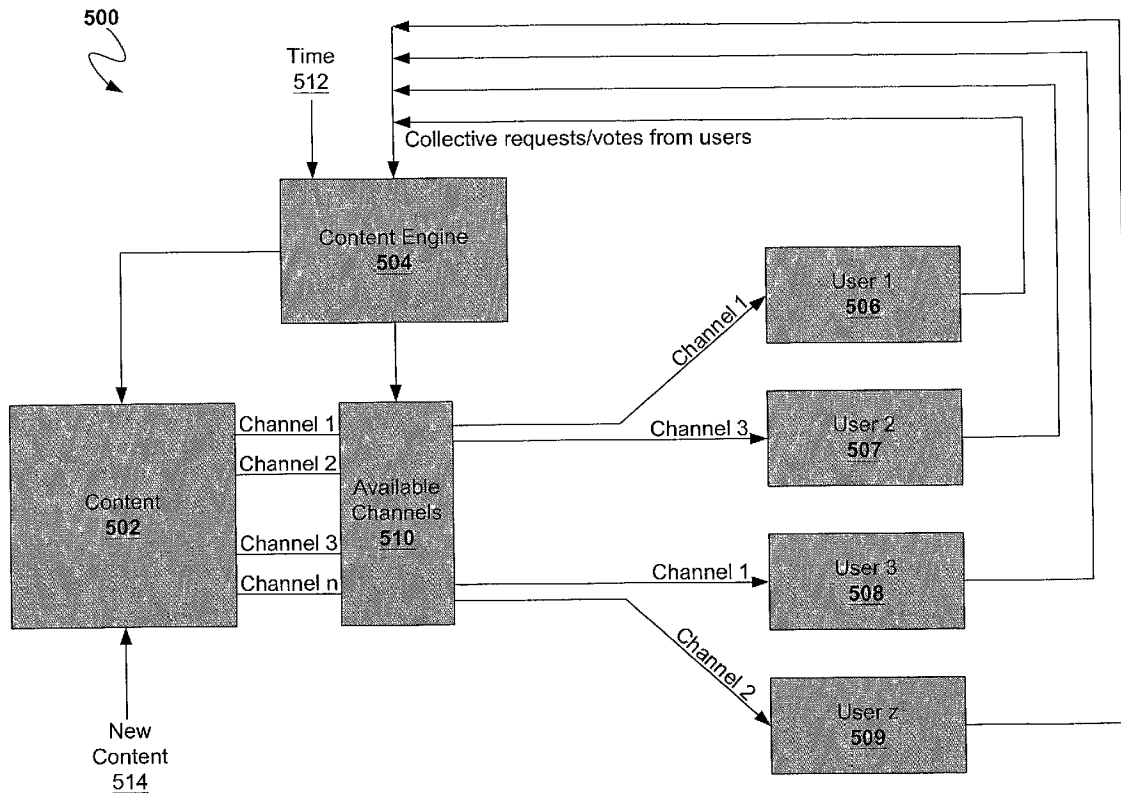 500
Time
512
Collective requests/votes from users
Content Engine
504
User 1
506
Channel 1
Channel 3
User 2
507
Content
502
Channel 1
Channel 2
Channel 3
Channel n
Available
Channels
510
Channel 1
User 3
508
Channel 2
User z
509
New
Content
514